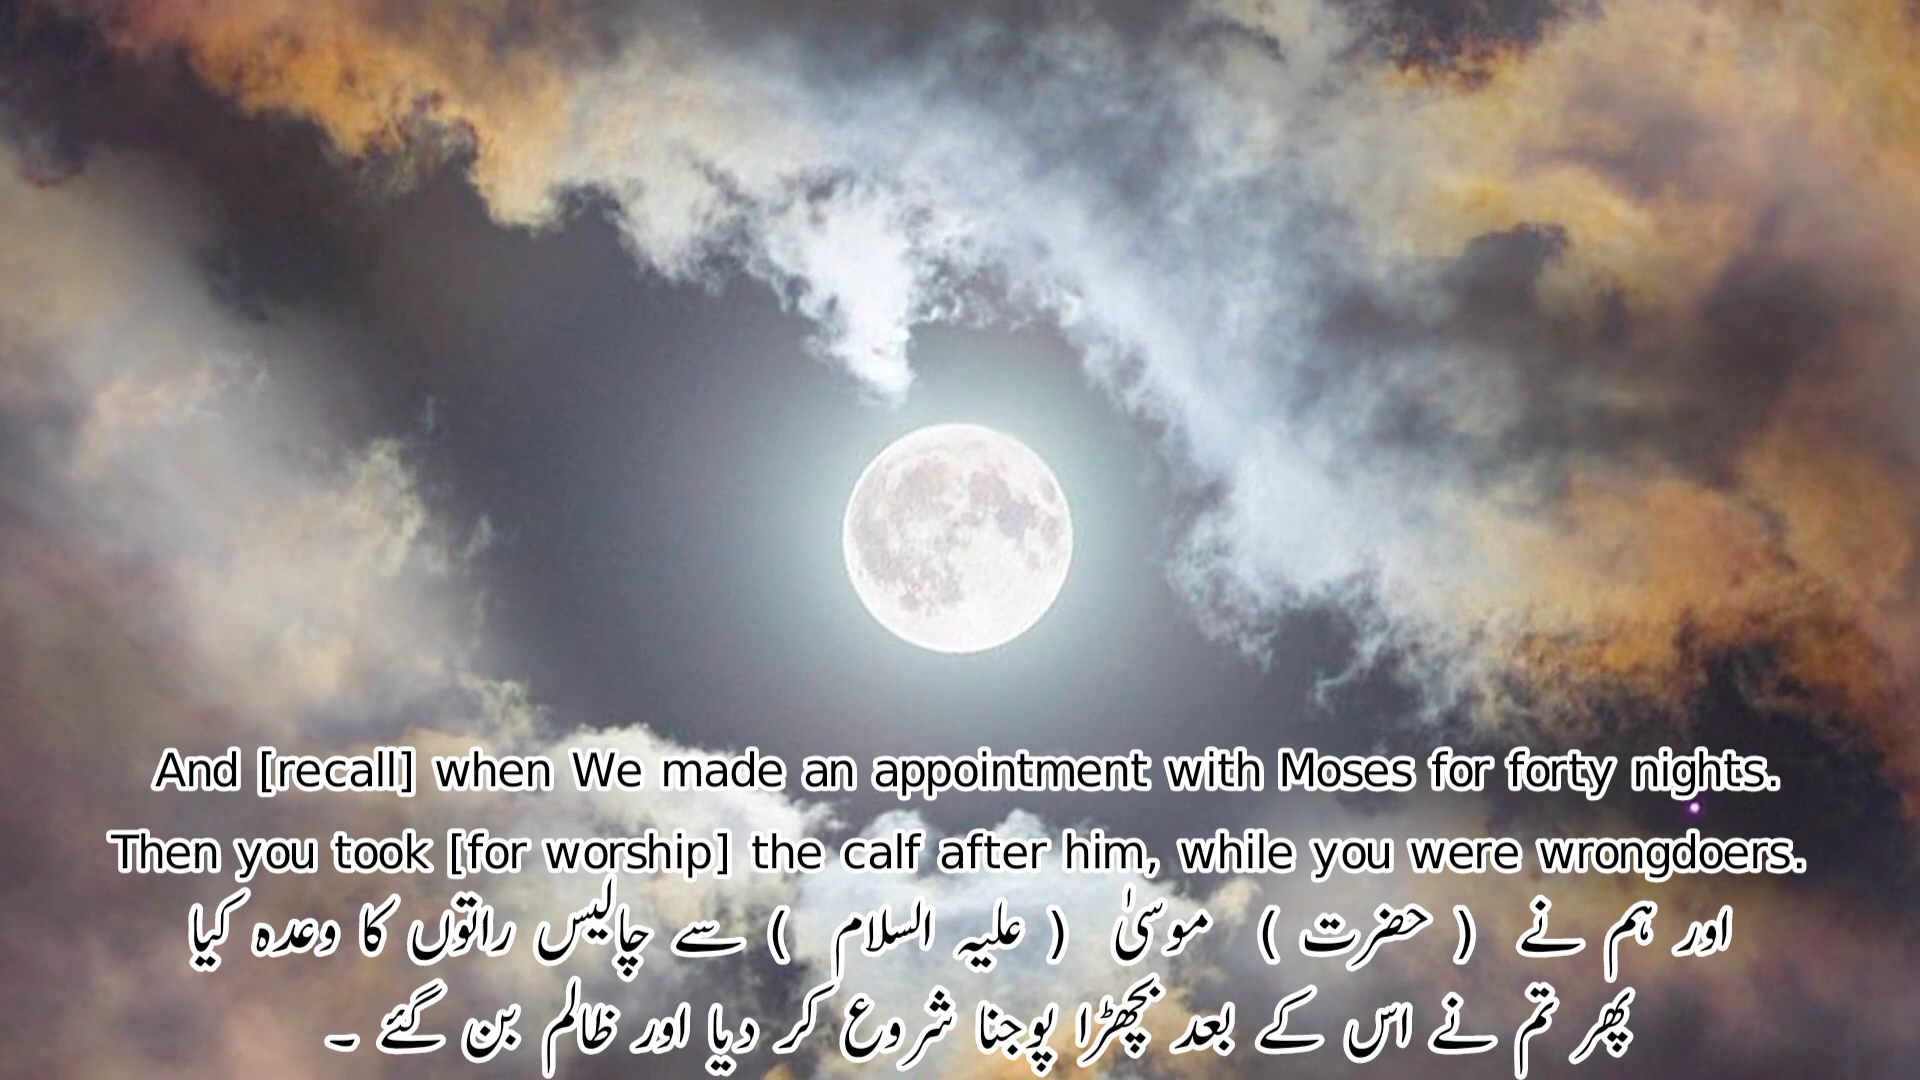 And [recall] when We made an appointment with Moses for forty nights.
Then you took [for worship] the calf after him, while you were wrongdoers.
اور ہم نے ( حضرت ) موسیٰ ( علیہ السلام ) سے چالیس راتوں کا وعدہ کیا
پھر تم نے اس کے بعد بچھڑا پوجنا شروع کر دیا اور ظالم بن گئے ۔